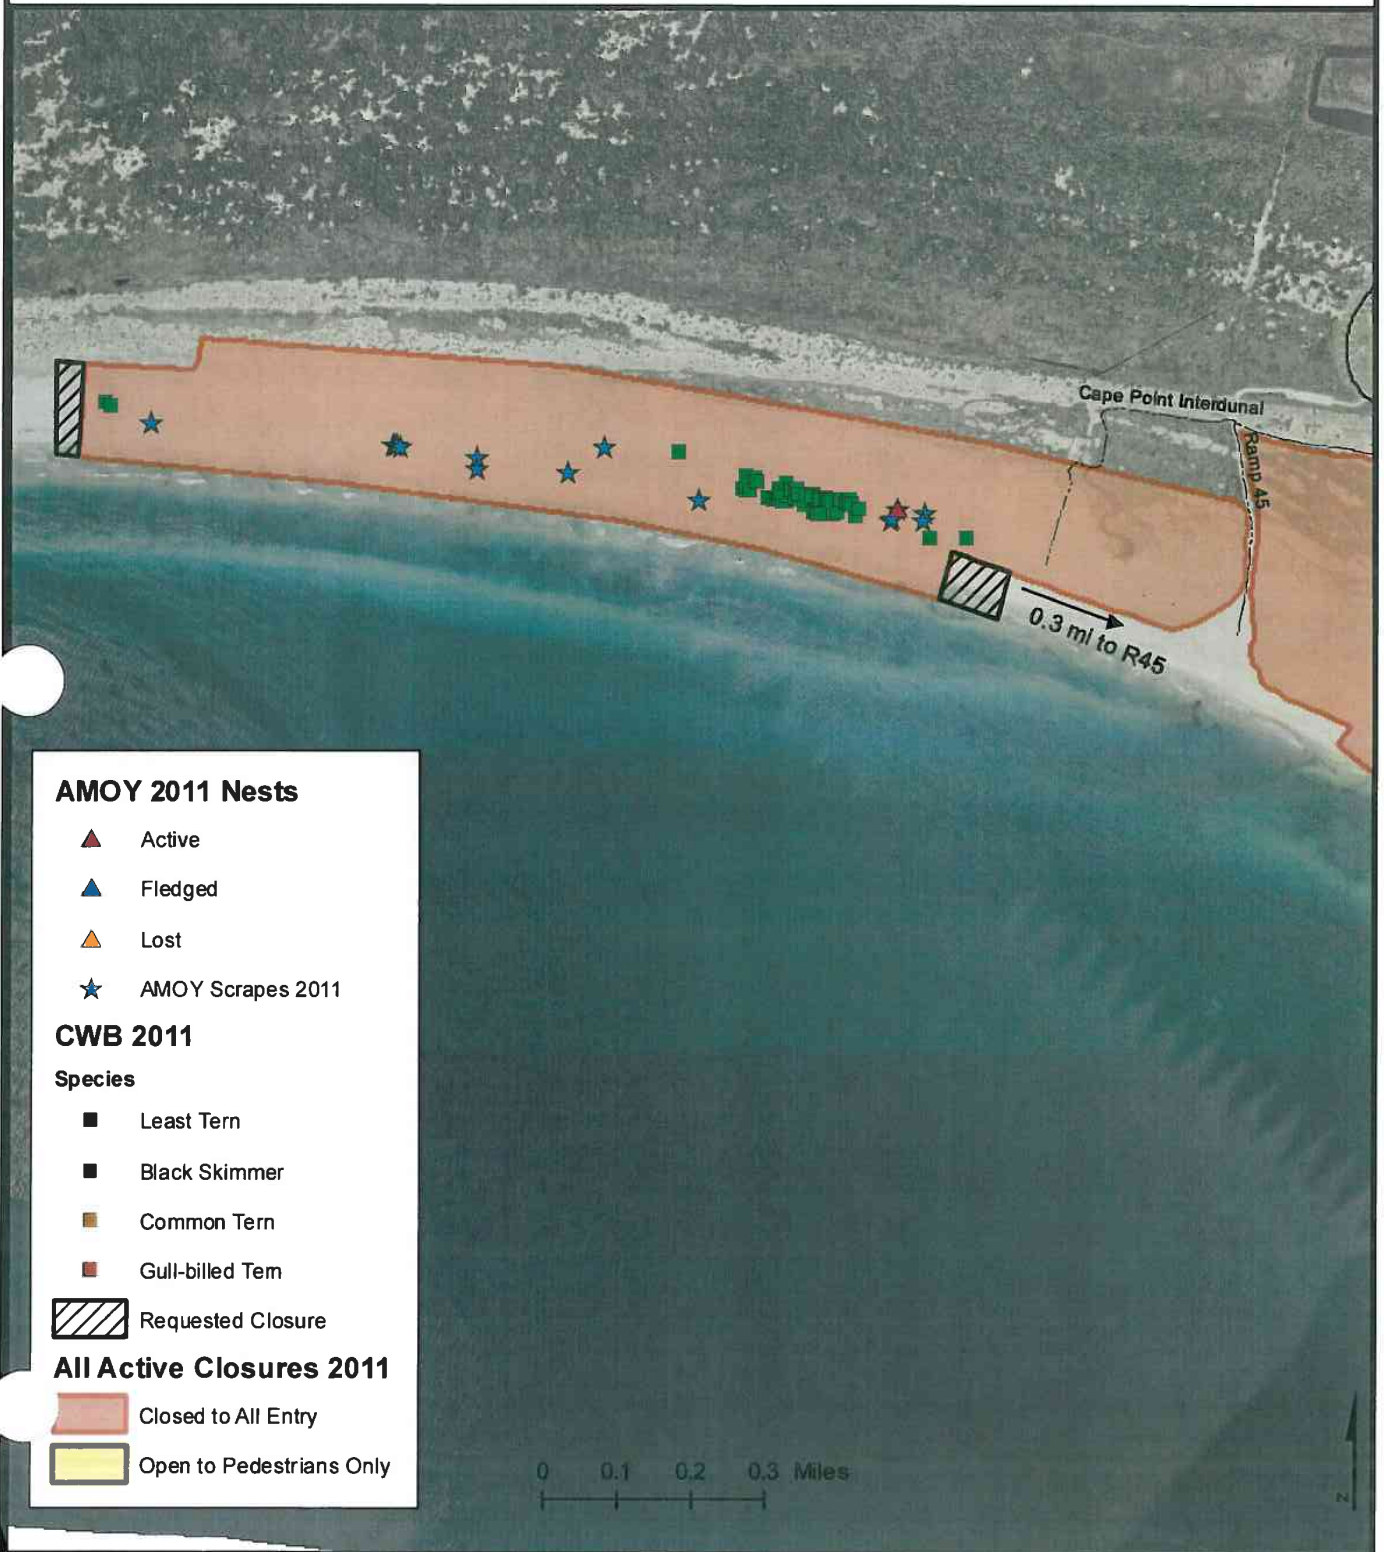 Cape Point Interdunal
Ramp 45
0.3 mi to R45
AMOY 2011 Nests
Active
Fledged
Lost
AMOY Scrapes 2011
CWB 2011
Species
Least Tern
Black Skimmer
Common Tern
Gull-billed Tern
Requested Closure
All Active Closures 2011
Closed to All Entry
Open to Pedestrians Only
0 0.1 0.2 0.3 Miles
N